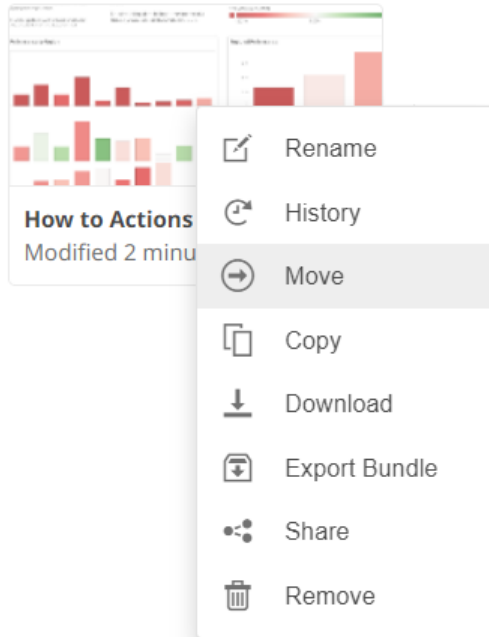 How to Actions
Modified 2 minu
Rename
History
Move
Copy
Download
Export Bundle
Share
Remove